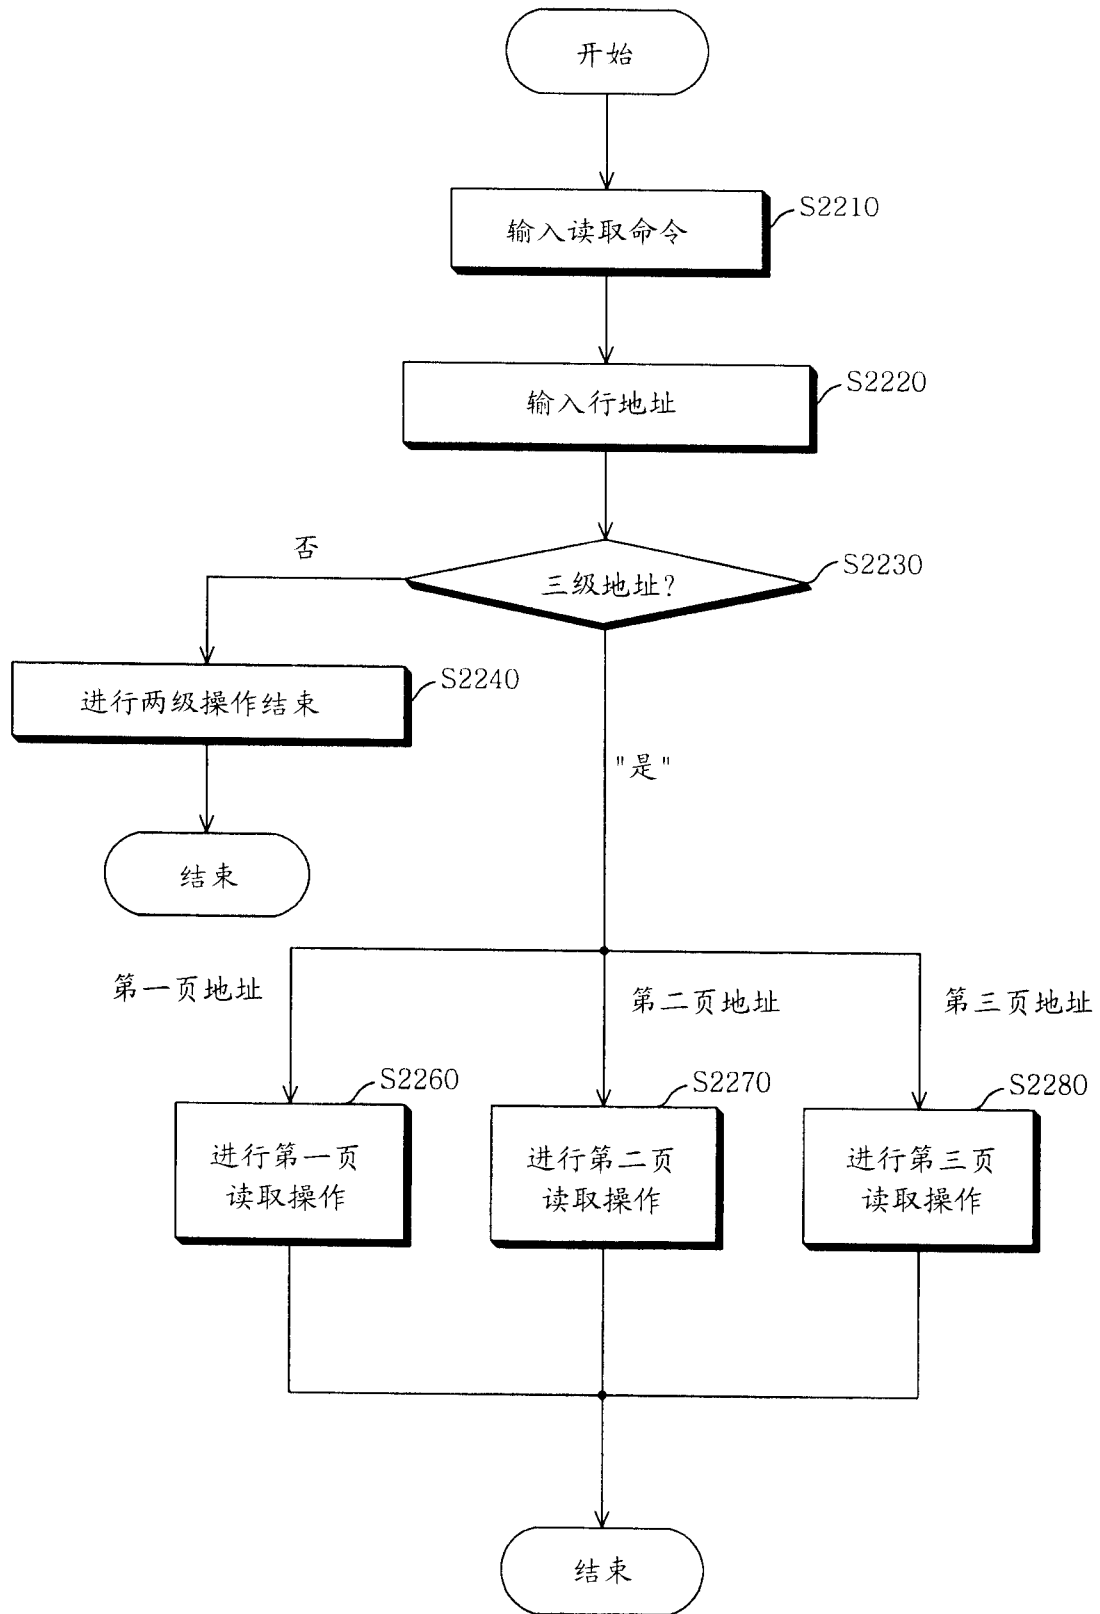 开始
输入读取命令
S2210
输入行地址
S2220
否
三级地址?
S2230
进行两级操作结束
S2240
"是"
结束
第一页地址
第二页地址
第三页地址
S2260
S2270
S2280
进行第一页
读取操作
进行第二页
读取操作
进行第三页
读取操作
结束